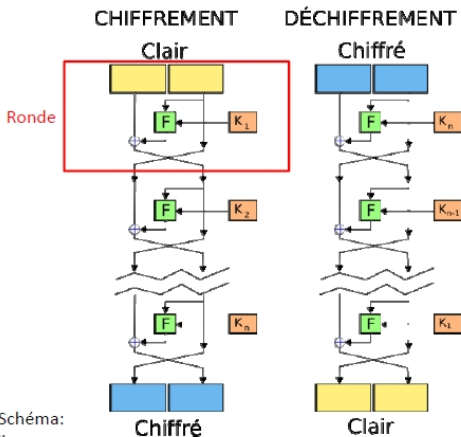 CHIFFREMENT DÉCHIFFREMENT
Clair Chiffré
Ronde
F K1 F Kn
F K2 F Kn-1
F Kn F K1
Schéma:
Chiffré Clair